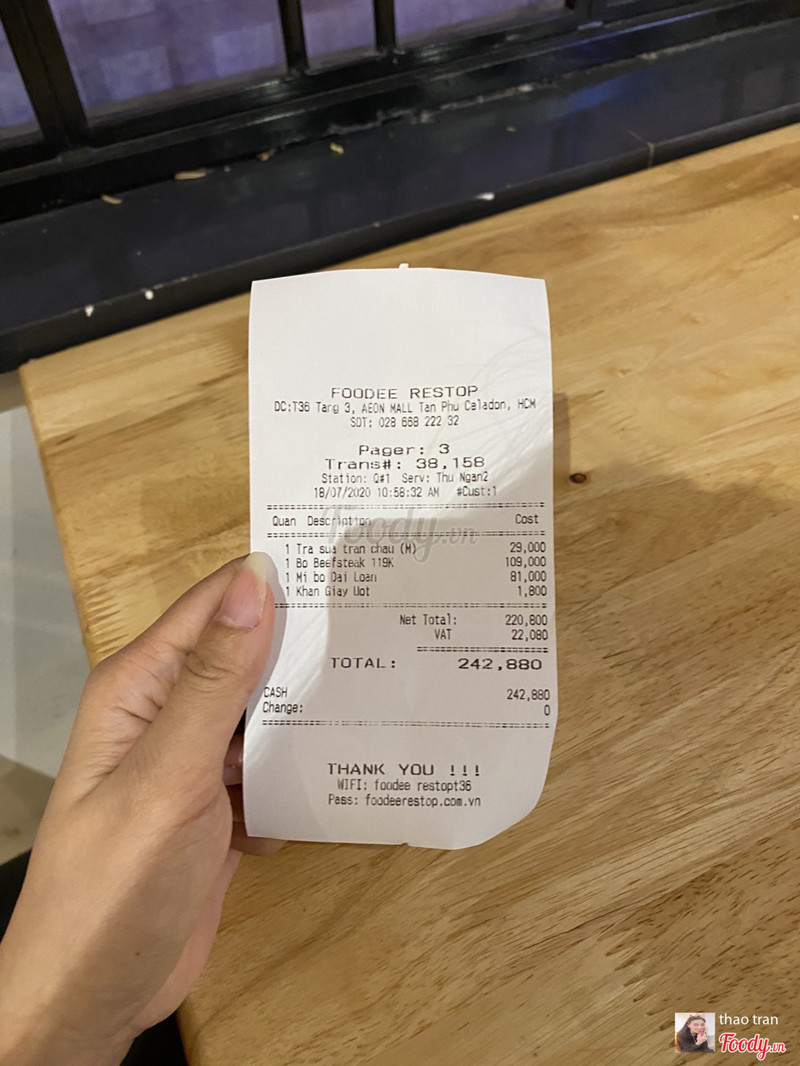 FOODEE RESTOP
DC:T36 Tang 3, AEON MALL Tan Phu Celadon, HCM
SDT: 028 668 222 32
Pager: 3
Trans#: 38,158
Station: Q#1 Serv: Thu Ngan2
18/07/2020 10:58:32 AM #Cust:1
Quan Description Cost
1 Tra sua tran chau (M) 29,000
1 Bo Beefsteak 119K 109,000
1 Mi bo Dai Loan 81,000
1 Khan Giay Uot 1,800
Net Total: 220,800
VAT 22,080
TOTAL: 242,880
CASH 242,880
Change: 0
THANK YOU !!!
WIFI: foodee restopt36
Pass: foodeerestop.com.vn
Foody.vn
thao tran
Foody.vn